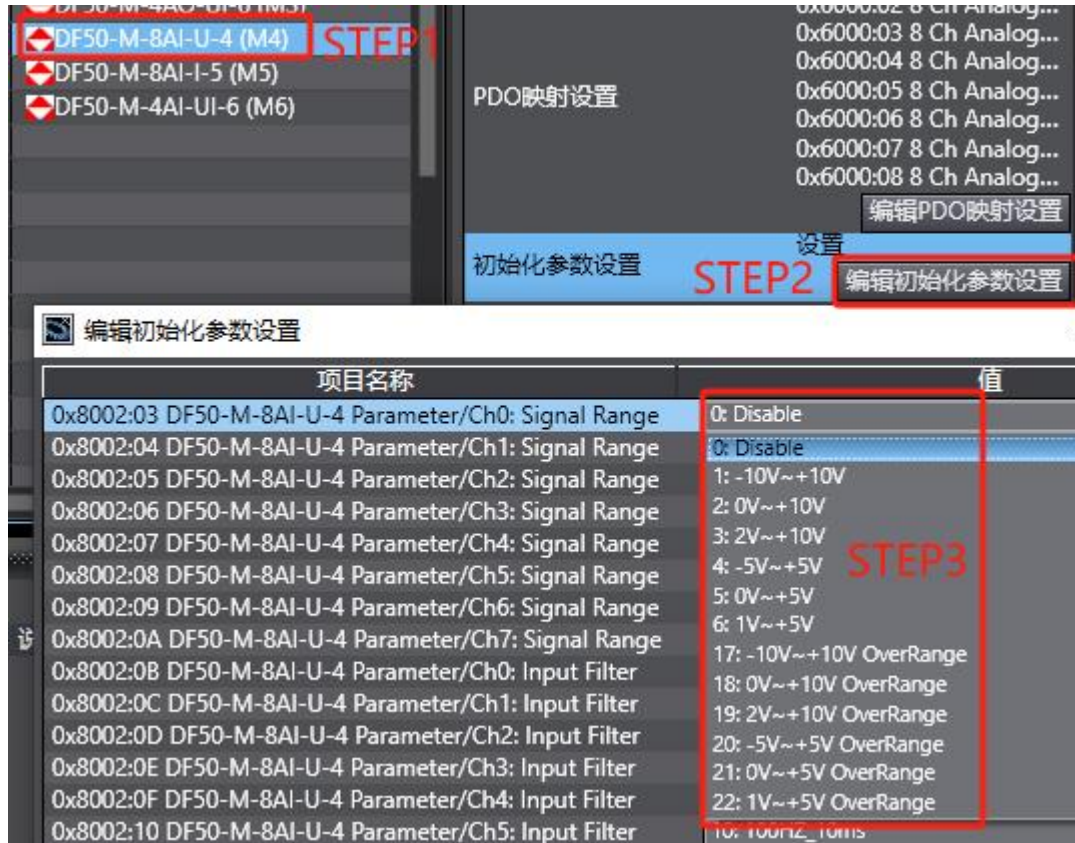 DF50-M-4AO-UI-6 (M3)
DF50-M-8AI-U-4 (M4)
STEP1
DF50-M-8AI-I-5 (M5)
DF50-M-4AI-UI-6 (M6)
PDO映射设置
0x6000:02 8 Ch Analog...
0x6000:03 8 Ch Analog...
0x6000:04 8 Ch Analog...
0x6000:05 8 Ch Analog...
0x6000:06 8 Ch Analog...
0x6000:07 8 Ch Analog...
0x6000:08 8 Ch Analog...
编辑PDO映射设置
初始化参数设置
设置
STEP2
编辑初始化参数设置
编辑初始化参数设置
项目名称
值
0x8002:03 DF50-M-8AI-U-4 Parameter/Ch0: Signal Range
0x8002:04 DF50-M-8AI-U-4 Parameter/Ch1: Signal Range
0x8002:05 DF50-M-8AI-U-4 Parameter/Ch2: Signal Range
0x8002:06 DF50-M-8AI-U-4 Parameter/Ch3: Signal Range
0x8002:07 DF50-M-8AI-U-4 Parameter/Ch4: Signal Range
0x8002:08 DF50-M-8AI-U-4 Parameter/Ch5: Signal Range
0x8002:09 DF50-M-8AI-U-4 Parameter/Ch6: Signal Range
0x8002:0A DF50-M-8AI-U-4 Parameter/Ch7: Signal Range
0x8002:0B DF50-M-8AI-U-4 Parameter/Ch0: Input Filter
0x8002:0C DF50-M-8AI-U-4 Parameter/Ch1: Input Filter
0x8002:0D DF50-M-8AI-U-4 Parameter/Ch2: Input Filter
0x8002:0E DF50-M-8AI-U-4 Parameter/Ch3: Input Filter
0x8002:0F DF50-M-8AI-U-4 Parameter/Ch4: Input Filter
0x8002:10 DF50-M-8AI-U-4 Parameter/Ch5: Input Filter
0: Disable
0: Disable
1: -10V~+10V
2: 0V~+10V
3: 2V~+10V
4: -5V~+5V
5: 0V~+5V
6: 1V~+5V
STEP3
17: -10V~+10V OverRange
18: 0V~+10V OverRange
19: 2V~+10V OverRange
20: -5V~+5V OverRange
21: 0V~+5V OverRange
22: 1V~+5V OverRange
10: 100HZ_10ms